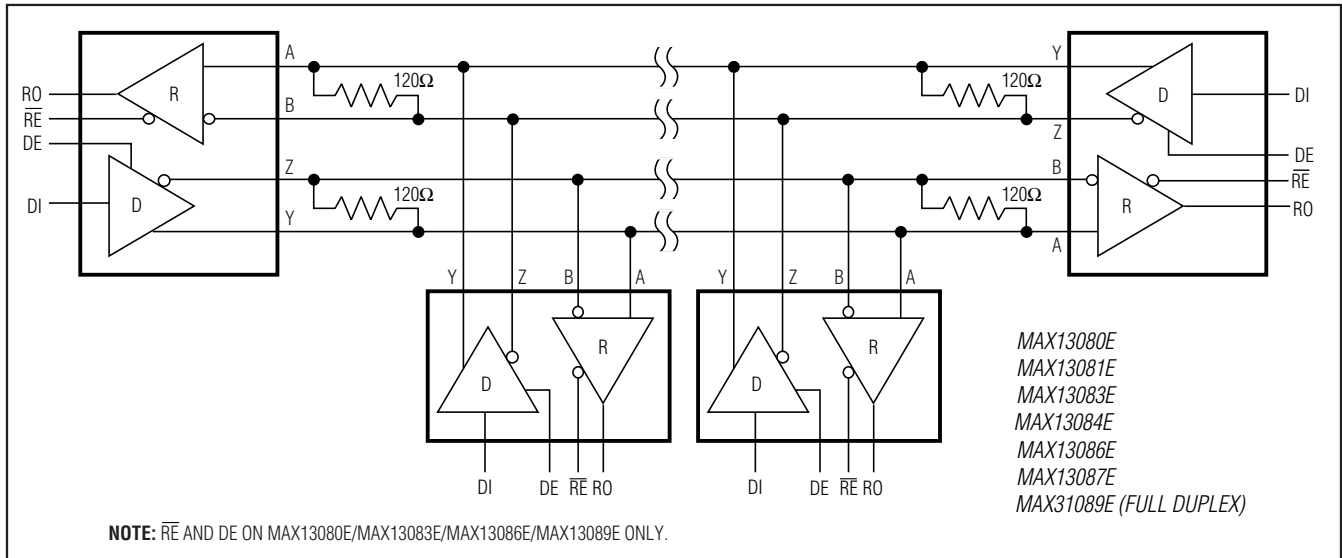 A
Y
120Ω
120Ω
RO
R
D
DI
RE
B
Z
DE
DE
Z
B
RE
DI
D
120Ω
120Ω
R
RO
Y
A
Y
Z
B
A
Y
Z
B
A
R
R
D
D
MAX13080E
MAX13081E
MAX13083E
MAX13084E
MAX13086E
MAX13087E
MAX31089E (FULL DUPLEX)
DI
DE
RE
RO
DI
DE
RE
RO
NOTE: RE AND DE ON MAX13080E/MAX13083E/MAX13086E/MAX13089E ONLY.